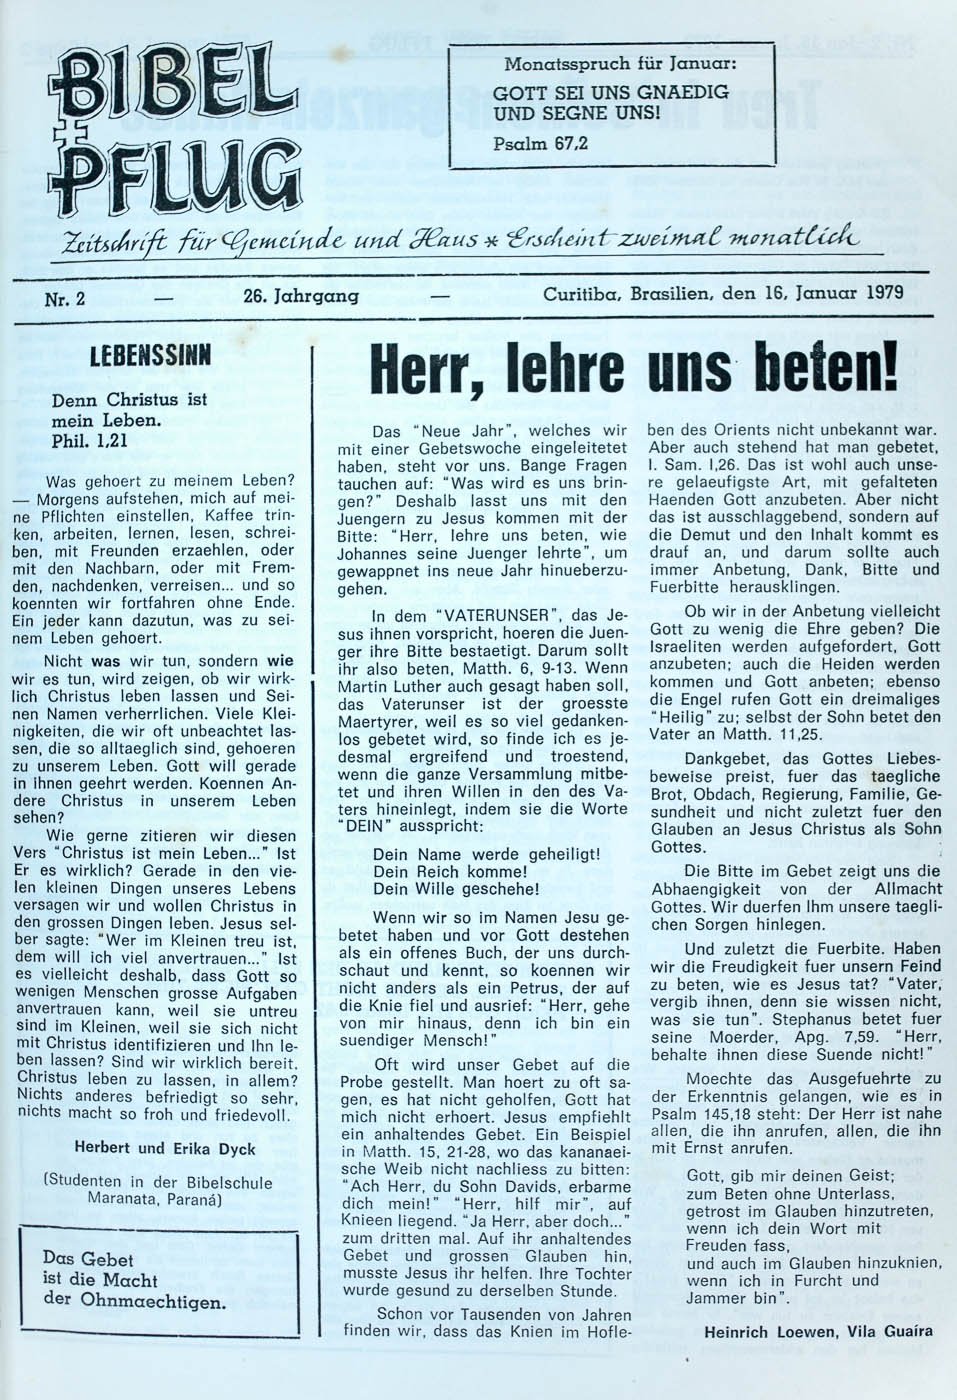 BIBEL
PFLUG
Monatsspruch für Januar:
GOTT SEI UNS GNAEDIG
UND SEGNE UNS!
Psalm 67,2
Zeitschrift für Gemeinde und Haus * Erscheint zweimal monatlich
Nr. 2 — 26. Jahrgang — Curitiba, Brasilien, den 16. Januar 1979
LEBENSSINN
Denn Christus ist
mein Leben.
Phil. 1,21
Was gehoert zu meinem Leben?
— Morgens aufstehen, mich auf mei-
ne Pflichten einstellen, Kaffee trin-
ken, arbeiten, lernen, lesen, schrei-
ben, mit Freunden erzaehlen, oder
mit den Nachbarn, oder mit Frem-
den, nachdenken, verreisen... und so
koennten wir fortfahren ohne Ende.
Ein jeder kann dazutun, was zu sei-
nem Leben gehoert.
Nicht was wir tun, sondern wie
wir es tun, wird zeigen, ob wir wirk-
lich Christus leben lassen und Sei-
nen Namen verherrlichen. Viele Klei-
nigkeiten, die wir oft unbeachtet las-
sen, die so alltaeglich sind, gehoeren
zu unserem Leben. Gott will gerade
in ihnen geehrt werden. Koennen An-
dere Christus in unserem Leben
sehen?
Wie gerne zitieren wir diesen
Vers "Christus ist mein Leben..." Ist
Er es wirklich? Gerade in den vie-
len kleinen Dingen unseres Lebens
versagen wir und wollen Christus in
den grossen Dingen leben. Jesus sel-
ber sagte: "Wer im Kleinen treu ist,
dem will ich viel anvertrauen..." Ist
es vielleicht deshalb, dass Gott so
wenigen Menschen grosse Aufgaben
anvertrauen kann, weil sie untreu
sind im Kleinen, weil sie sich nicht
mit Christus identifizieren und Ihn le-
ben lassen? Sind wir wirklich bereit.
Christus leben zu lassen, in allem?
Nichts anderes befriedigt so sehr,
nichts macht so froh und friedevoll.
Herbert und Erika Dyck
(Studenten in der Bibelschule
Maranata, Paraná)
Das Gebet
ist die Macht
der Ohnmaechtigen.
Herr, lehre uns beten!
Das "Neue Jahr", welches wir
mit einer Gebetswoche eingeleitetet
haben, steht vor uns. Bange Fragen
tauchen auf: "Was wird es uns brin-
gen?" Deshalb lasst uns mit den
Juengern zu Jesus kommen mit der
Bitte: "Herr, lehre uns beten, wie
Johannes seine Juenger lehrte", um
gewappnet ins neue Jahr hinueberzu-
gehen.
In dem "VATERUNSER", das Je-
sus ihnen vorspricht, hoeren die Juen-
ger ihre Bitte bestaetigt. Darum sollt
ihr also beten, Matth. 6, 9-13. Wenn
Martin Luther auch gesagt haben soll,
das Vaterunser ist der groesste
Maertyrer, weil es so viel gedanken-
los gebetet wird, so finde ich es je-
desmal ergreifend und troestend,
wenn die ganze Versammlung mitbe-
tet und ihren Willen in den des Va-
ters hineinlegt, indem sie die Worte
"DEIN" ausspricht:
Dein Name werde geheiligt!
Dein Reich komme!
Dein Wille geschehe!
Wenn wir so im Namen Jesu ge-
betet haben und vor Gott destehen
als ein offenes Buch, der uns durch-
schaut und kennt, so koennen wir
nicht anders als ein Petrus, der auf
die Knie fiel und ausrief: "Herr, gehe
von mir hinaus, denn ich bin ein
suendiger Mensch!"
Oft wird unser Gebet auf die
Probe gestellt. Man hoert zu oft sa-
gen, es hat nicht geholfen, Gott hat
mich nicht erhoert. Jesus empfiehlt
ein anhaltendes Gebet. Ein Beispiel
in Matth. 15, 21-28, wo das kananaei-
sche Weib nicht nachliess zu bitten:
"Ach Herr, du Sohn Davids, erbarme
dich mein!" "Herr, hilf mir", auf
Knieen liegend. "Ja Herr, aber doch..."
zum dritten mal. Auf ihr anhaltendes
Gebet und grossen Glauben hin,
musste Jesus ihr helfen. Ihre Tochter
wurde gesund zu derselben Stunde.
Schon vor Tausenden von Jahren
finden wir, dass das Knien im Hofle-
ben des Orients nicht unbekannt war.
Aber auch stehend hat man gebetet,
I. Sam. I,26. Das ist wohl auch unse-
re gelaeufigste Art, mit gefalteten
Haenden Gott anzubeten. Aber nicht
das ist ausschlaggebend, sondern auf
die Demut und den Inhalt kommt es
drauf an, und darum sollte auch
immer Anbetung, Dank, Bitte und
Fuerbitte herausklingen.
Ob wir in der Anbetung vielleicht
Gott zu wenig die Ehre geben? Die
Israeliten werden aufgefordert, Gott
anzubeten; auch die Heiden werden
kommen und Gott anbeten; ebenso
die Engel rufen Gott ein dreimaliges
"Heilig" zu; selbst der Sohn betet den
Vater an Matth. 11,25.
Dankgebet, das Gottes Liebes-
beweise preist, fuer das taegliche
Brot, Obdach, Regierung, Familie, Ge-
sundheit und nicht zuletzt fuer den
Glauben an Jesus Christus als Sohn
Gottes.
Die Bitte im Gebet zeigt uns die
Abhaengigkeit von der Allmacht
Gottes. Wir duerfen Ihm unsere taegli-
chen Sorgen hinlegen.
Und zuletzt die Fuerbite. Haben
wir die Freudigkeit fuer unsern Feind
zu beten, wie es Jesus tat? "Vater,
vergib ihnen, denn sie wissen nicht,
was sie tun". Stephanus betet fuer
seine Moerder, Apg. 7,59. "Herr,
behalte ihnen diese Suende nicht!"
Moechte das Ausgefuehrte zu
der Erkenntnis gelangen, wie es in
Psalm 145,18 steht: Der Herr ist nahe
allen, die ihn anrufen, allen, die ihn
mit Ernst anrufen.
Gott, gib mir deinen Geist;
zum Beten ohne Unterlass,
getrost im Glauben hinzutreten,
wenn ich dein Wort mit
Freuden fass,
und auch im Glauben hinzuknien,
wenn ich in Furcht und
Jammer bin".
Heinrich Loewen, Vila Guaíra